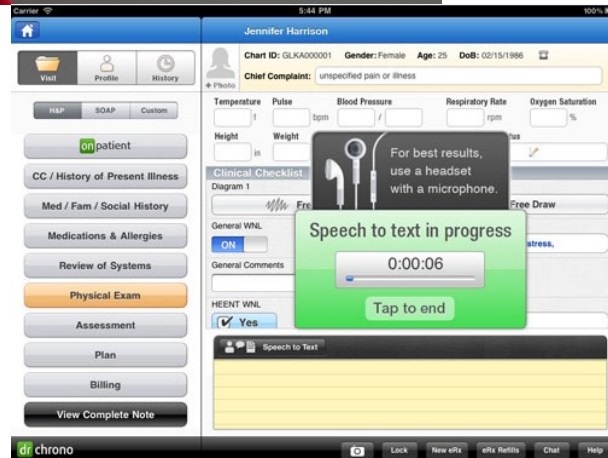 Carrier 5:44 PM 100%
Jennifer Harrison
Visit Profile History
+ Photo
Chart ID: GLKA000001 Gender: Female Age: 25 DoB: 02/15/1986
Chief Complaint: unspecified pain or illness
H&P SOAP Custom
onpatient
CC / History of Present Illness
Med / Fam / Social History
Medications & Allergies
Review of Systems
Physical Exam
Assessment
Plan
Billing
View Complete Note
Temperature Pulse Blood Pressure Respiratory Rate Oxygen Saturation
f bpm / rpm %
Height Weight
in
Clinical Checklist
Diagram 1
Free Draw
General WNL
ON
General Comments
HEENT WNL
Yes
For best results,
use a headset
with a microphone.
Speech to text in progress
0:00:06
Tap to end
Speech to Text
drchrono
Lock New eRx eRx Refills Chat Help